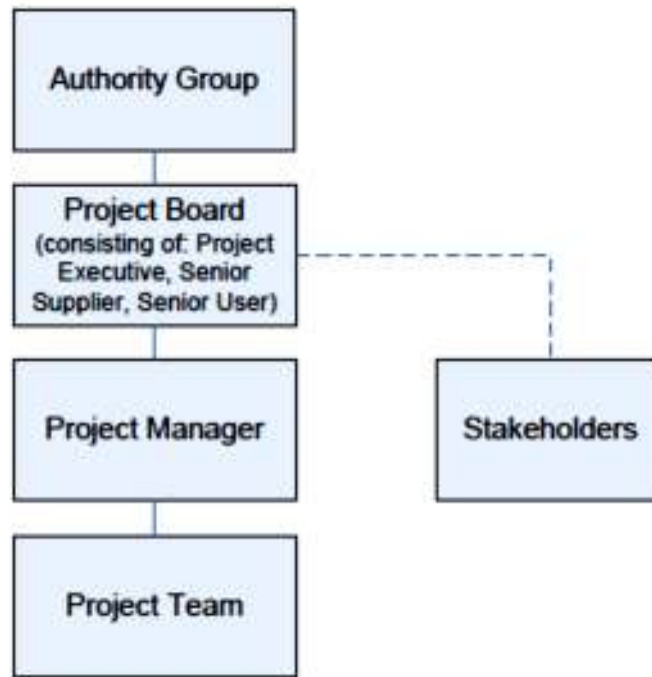 Authority Group
Project Board
(consisting of: Project
Executive, Senior
Supplier, Senior User)
Project Manager
Stakeholders
Project Team